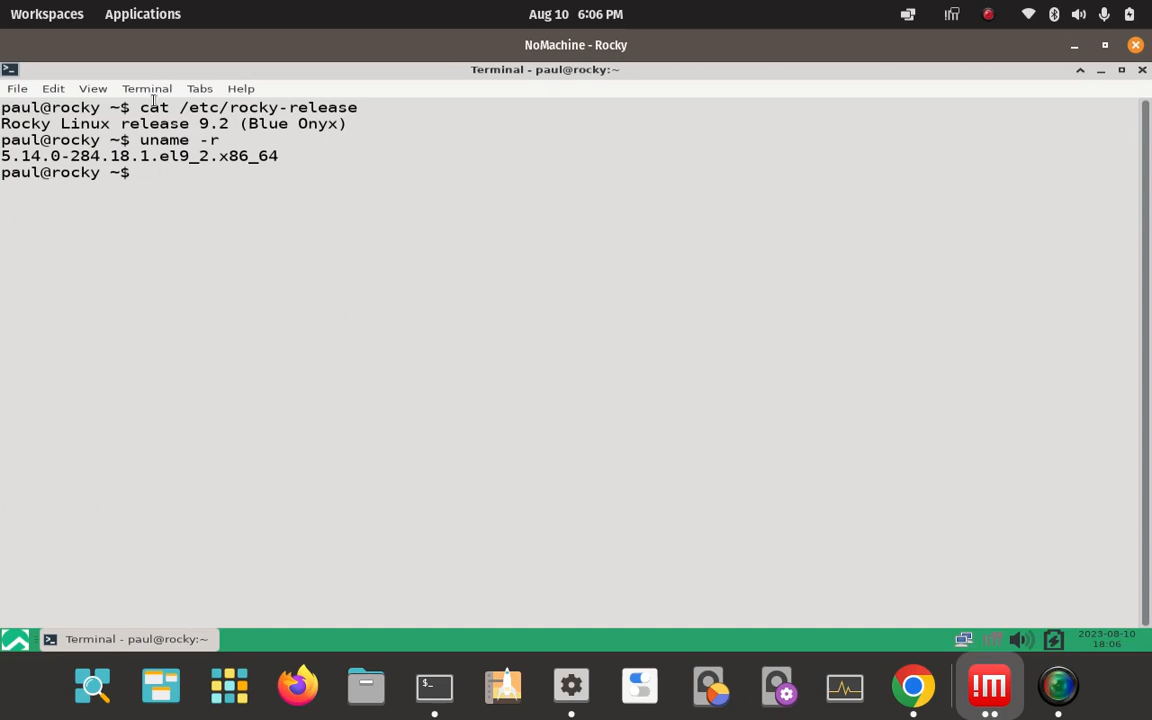 Workspaces Applications Aug 10 6:06 PM
NoMachine - Rocky
Terminal - paul@rocky:~
File Edit View Terminal Tabs Help
paul@rocky ~$ cat /etc/rocky-release
Rocky Linux release 9.2 (Blue Onyx)
paul@rocky ~$ uname -r
5.14.0-284.18.1.el9_2.x86_64
paul@rocky ~$
Terminal - paul@rocky:~
2023-08-10
18:06
$_
!M